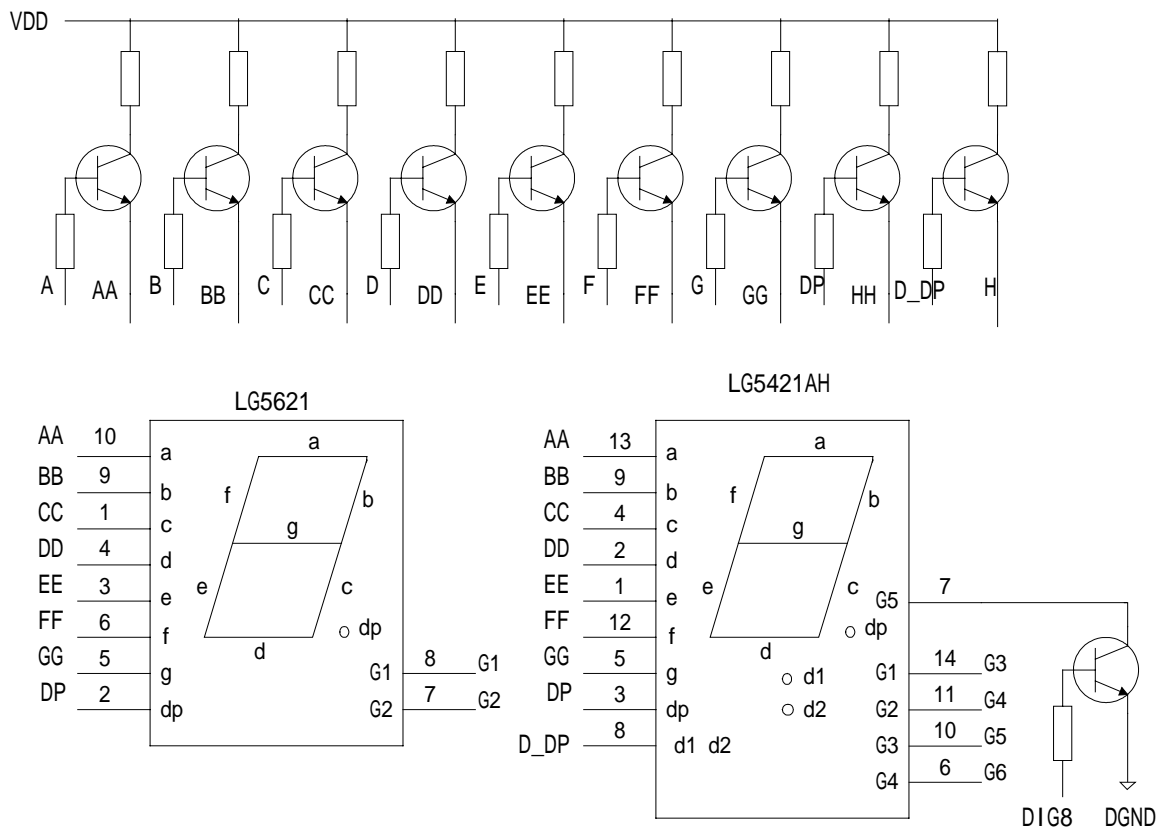 VDD
A AA B BB C CC D DD E EE F FF G GG DP HH D_DP H
LG5621
LG5421AH
AA 10 a
BB 9 b
CC 1 c
DD 4 d
EE 3 e
FF 6 f
GG 5 g
DP 2 dp
a
f b
g
e c
d dp
G1 8 G1
G2 7 G2
AA 13 a
BB 9 b
CC 4 c
DD 2 d
EE 1 e
FF 12 f
GG 5 g
DP 3 dp
D_DP 8 d1 d2
a
f b
g
e c
d dp
d1
d2
G5 7
G1 14 G3
G2 11 G4
G3 10 G5
G4 6 G6
DIG8 DGND